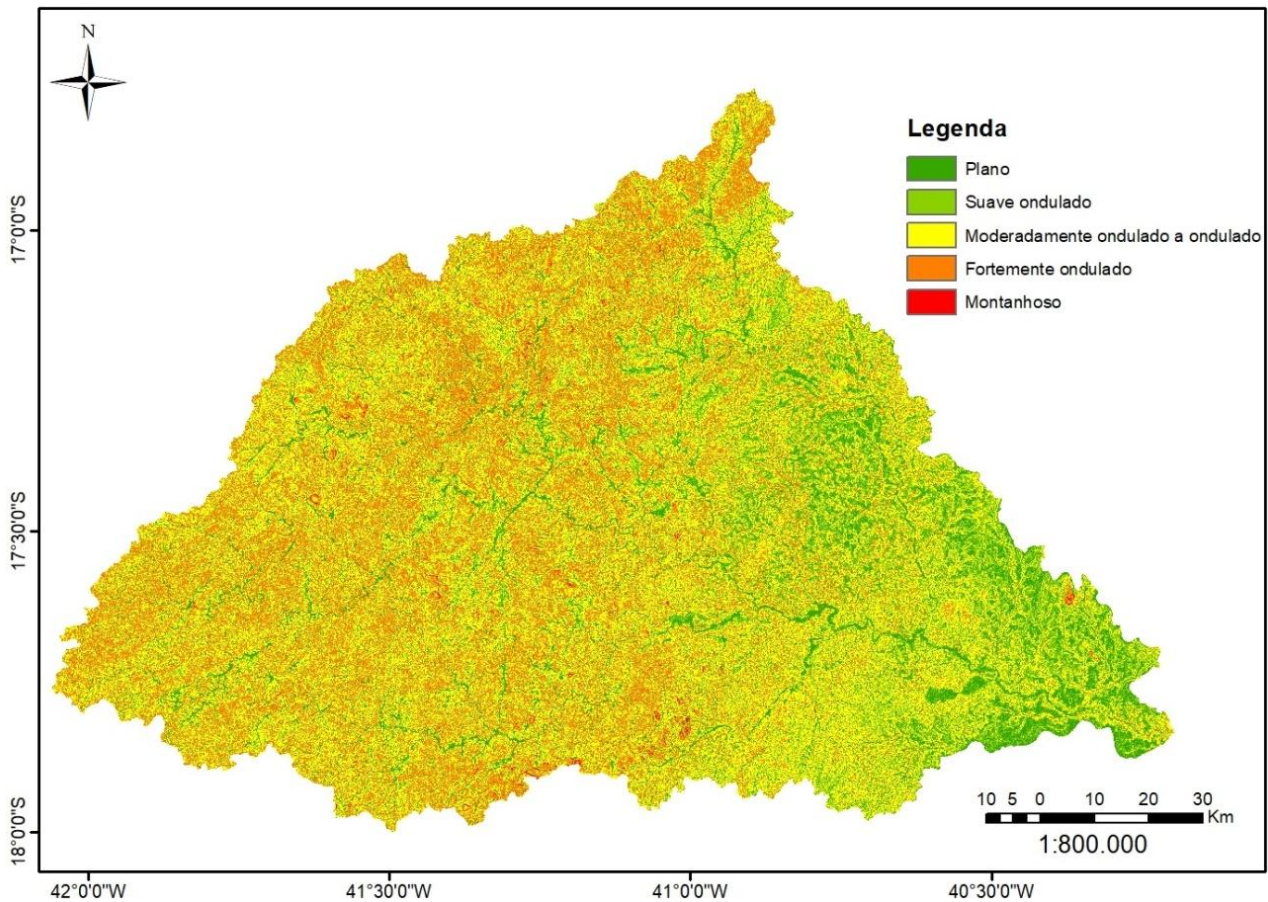 N
Legenda
Plano
Suave ondulado
Moderadamente ondulado a ondulado
Fortemente ondulado
Montanhoso
17°0'0"S
17°30'0"S
18°0'0"S
10 5 0 10 20 30
Km
1:800.000
42°0'0"W 41°30'0"W 41°0'0"W 40°30'0"W